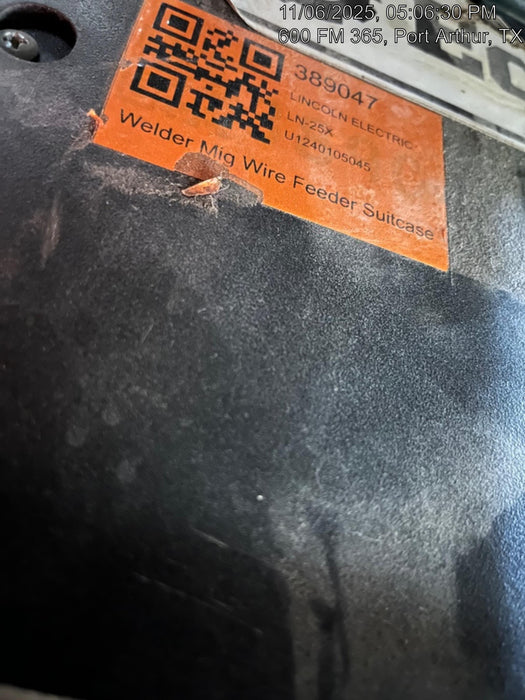 11/06/2025, 05:06:30 PM
600 FM 365, Port Arthur, TX
389047
LINCOLN ELECTRIC-
LN-25X
U1240105045
Welder Mig Wire Feeder Suitcase